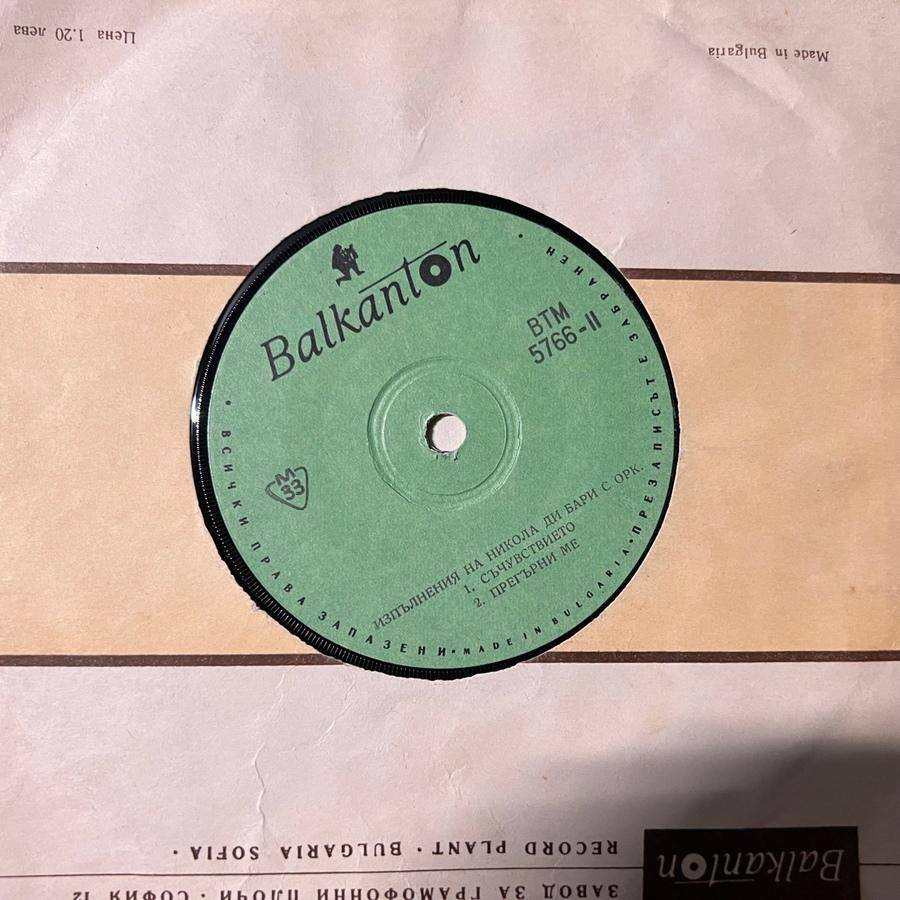 Цена 1.20 лева
Made in Bulgaria
Balkanton
ВТМ
5766-II
М
33
ИЗПЪЛНЕНИЯ НА НИКОЛА ДИ БАРИ С ОРК.
1. СЪЧУВСТВИЕТО
2. ПРЕГЪРНИ МЕ
• ВСИЧКИ ПРАВА ЗАПАЗЕНИ • MADE IN BULGARIA • ПРЕЗАПИСЪТ Е ЗАБРАНЕН •
Balkanton
RECORD PLANT · BULGARIA SOFIA ·
ЗАВОД ЗА ГРАМОФОННИ ПЛОЧИ · СОФИЯ 12